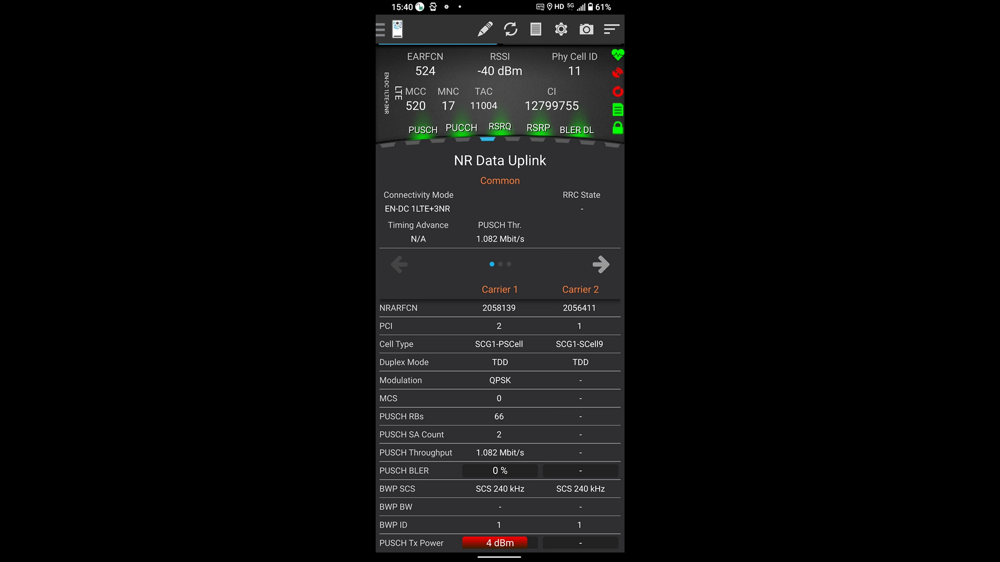 15:40 HD 5G 61%
EARFCN RSSI Phy Cell ID
524 -40 dBm 11
EN-DC 1LTE+3NR
LTE
MCC MNC TAC CI
520 17 11004 12799755
PUSCH PUCCH RSRQ RSRP BLER DL
NR Data Uplink
Common
Connectivity Mode RRC State
EN-DC 1LTE+3NR -
Timing Advance PUSCH Thr.
N/A 1.082 Mbit/s
Carrier 1 Carrier 2
NRARFCN 2058139 2056411
PCI 2 1
Cell Type SCG1-PSCell SCG1-SCell9
Duplex Mode TDD TDD
Modulation QPSK -
MCS 0 -
PUSCH RBs 66 -
PUSCH SA Count 2 -
PUSCH Throughput 1.082 Mbit/s -
PUSCH BLER 0 % -
BWP SCS SCS 240 kHz SCS 240 kHz
BWP BW - -
BWP ID 1 1
PUSCH Tx Power 4 dBm -